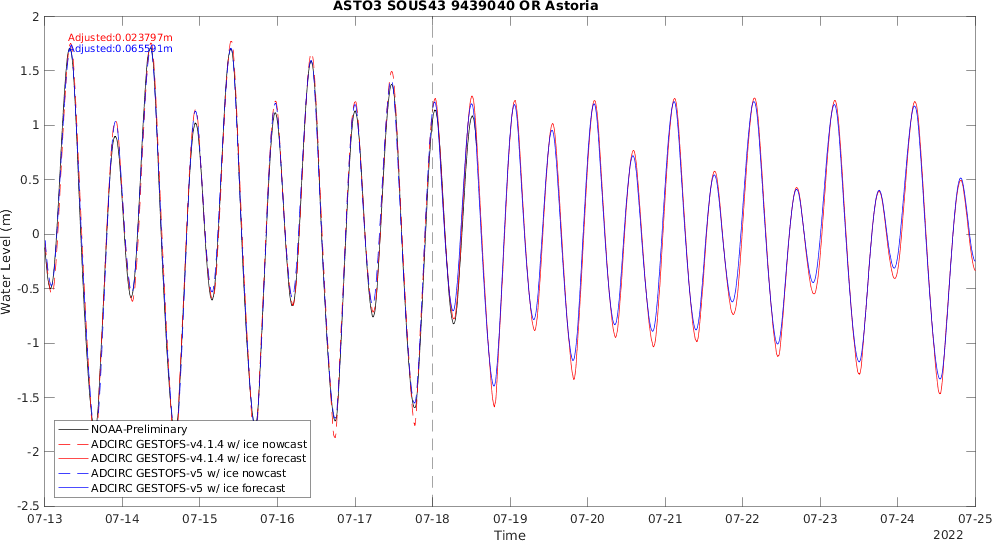 ASTO3 SOUS43 9439040 OR Astoria
Adjusted:0.023797m
Adjusted:0.065591m
2
1.5
1
0.5
0
-0.5
-1
-1.5
-2
-2.5
Water Level (m)
NOAA-Preliminary
ADCIRC GESTOFS-v4.1.4 w/ ice nowcast
ADCIRC GESTOFS-v4.1.4 w/ ice forecast
ADCIRC GESTOFS-v5 w/ ice nowcast
ADCIRC GESTOFS-v5 w/ ice forecast
07-13 07-14 07-15 07-16 07-17 07-18 07-19 07-20 07-21 07-22 07-23 07-24 07-25
Time
2022